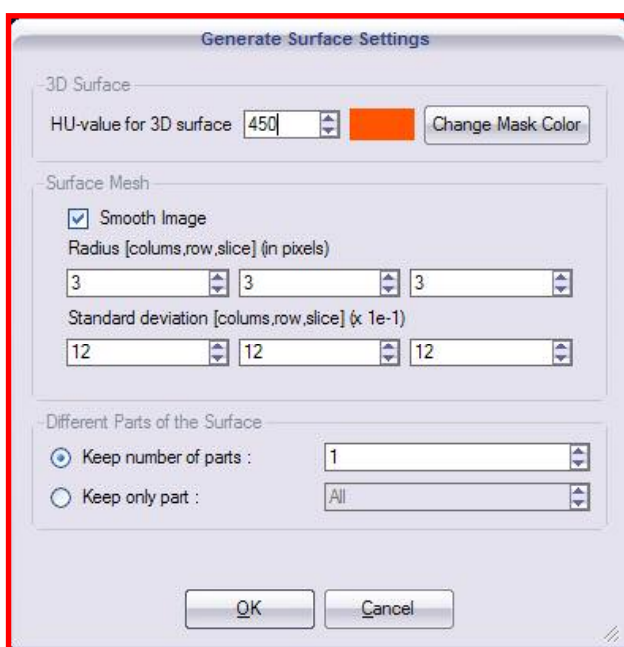 Generate Surface Settings
3D Surface
HU-value for 3D surface 450 Change Mask Color
Surface Mesh
Smooth Image
Radius [colums,row,slice] (in pixels)
3 3 3
Standard deviation [colums,row,slice] (x 1e-1)
12 12 12
Different Parts of the Surface
Keep number of parts : 1
Keep only part : All
OK Cancel